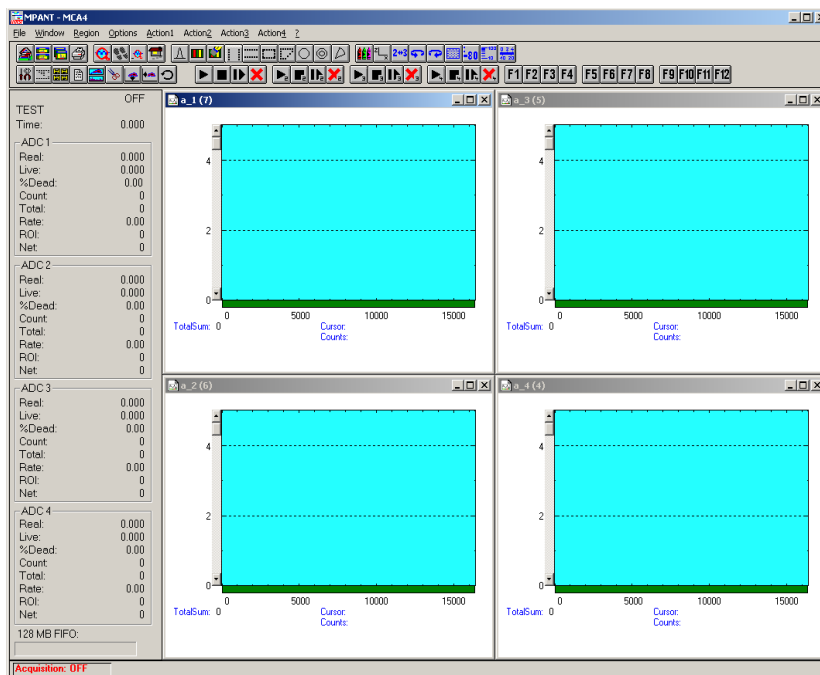 MPANT - MCA4
File Window Region Options Action1 Action2 Action3 Action4 ?
F1 F2 F3 F4 F5 F6 F7 F8 F9 F10 F11 F12
OFF
TEST
Time: 0.000
ADC 1
Real: 0.000
Live: 0.000
%Dead: 0.00
Count: 0
Total: 0
Rate: 0.00
ROI: 0
Net: 0
ADC 2
Real: 0.000
Live: 0.000
%Dead: 0.00
Count: 0
Total: 0
Rate: 0.00
ROI: 0
Net: 0
ADC 3
Real: 0.000
Live: 0.000
%Dead: 0.00
Count: 0
Total: 0
Rate: 0.00
ROI: 0
Net: 0
ADC 4
Real: 0.000
Live: 0.000
%Dead: 0.00
Count: 0
Total: 0
Rate: 0.00
ROI: 0
Net: 0
128 MB FIFO:
a_1 (7)
4
2
0
0 5000 10000 15000
TotalSum: 0 Cursor:
Counts:
a_3 (5)
4
2
0
0 5000 10000 15000
TotalSum: 0 Cursor:
Counts:
a_2 (6)
4
2
0
0 5000 10000 15000
TotalSum: 0 Cursor:
Counts:
a_4 (4)
4
2
0
0 5000 10000 15000
TotalSum: 0 Cursor:
Counts:
Acquisition: OFF